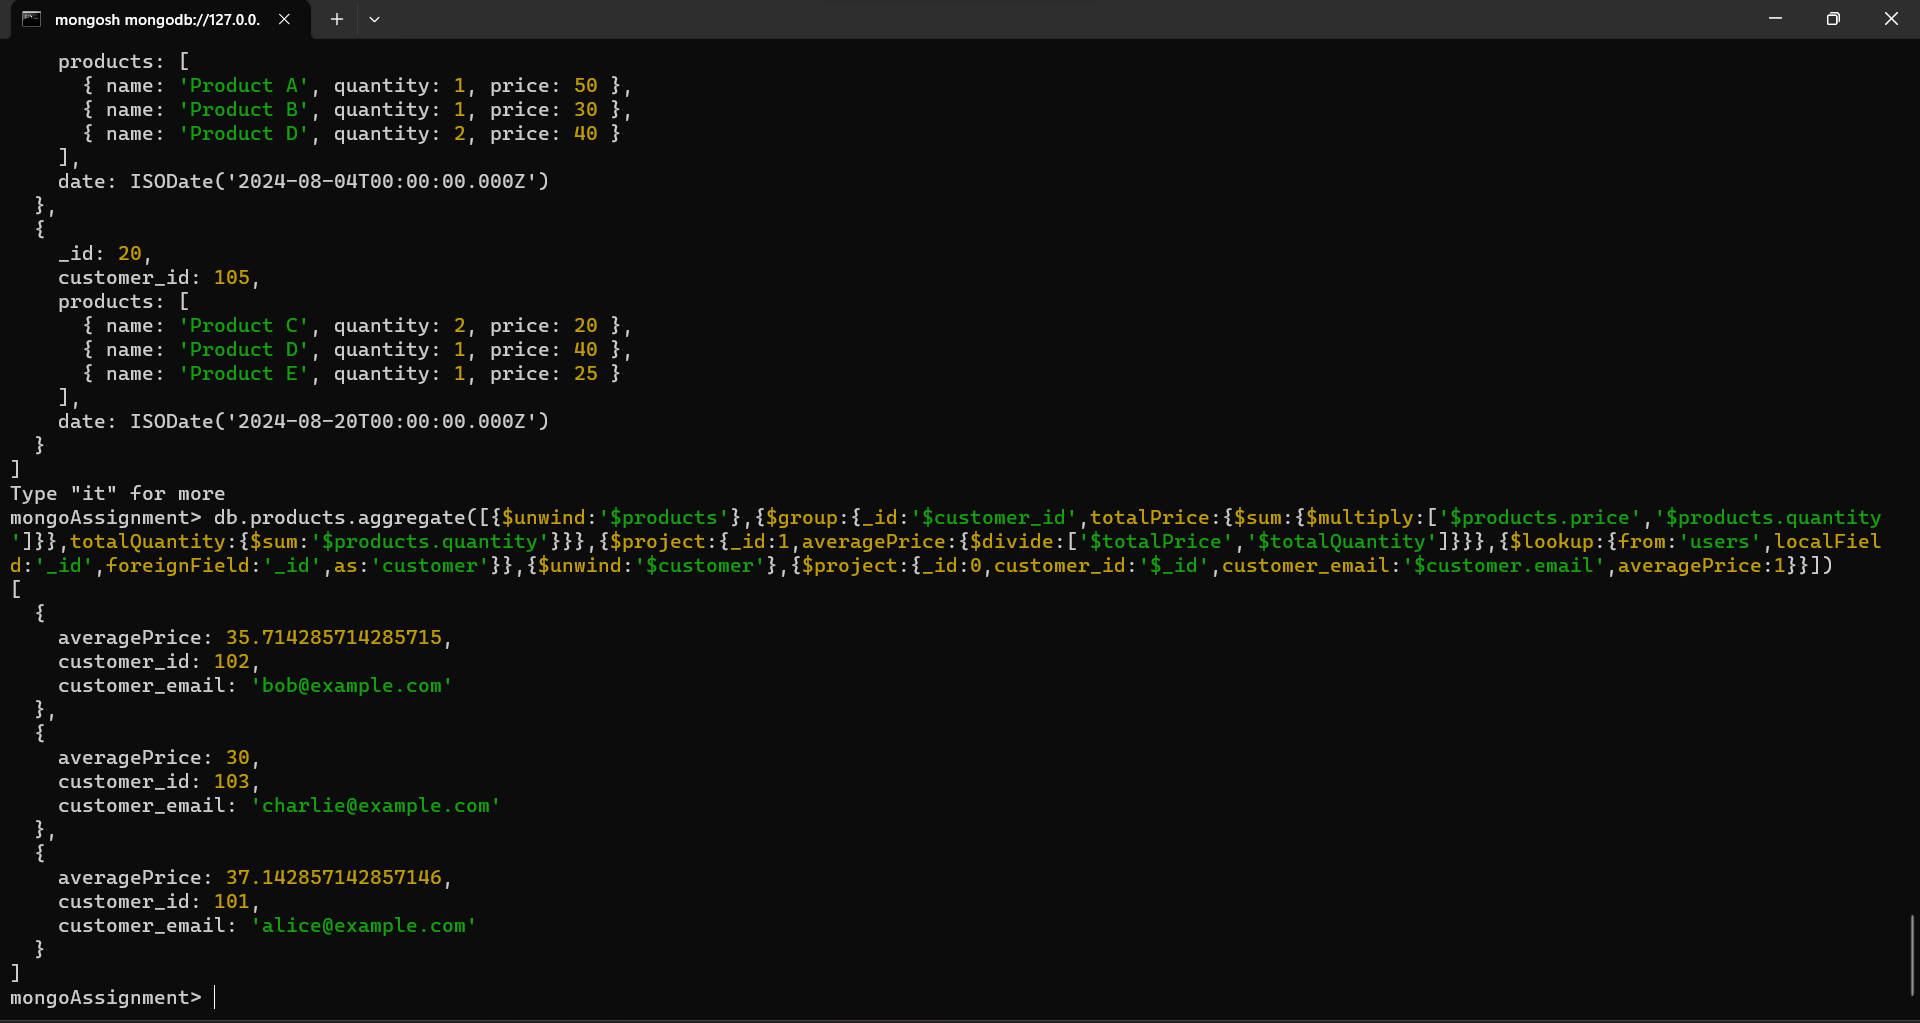 mongosh mongodb://127.0.0.
products: [
{ name: 'Product A', quantity: 1, price: 50 },
{ name: 'Product B', quantity: 1, price: 30 },
{ name: 'Product D', quantity: 2, price: 40 }
],
date: ISODate('2024-08-04T00:00:00.000Z')
},
{
_id: 20,
customer_id: 105,
products: [
{ name: 'Product C', quantity: 2, price: 20 },
{ name: 'Product D', quantity: 1, price: 40 },
{ name: 'Product E', quantity: 1, price: 25 }
],
date: ISODate('2024-08-20T00:00:00.000Z')
}
]
Type "it" for more
mongoAssignment> db.products.aggregate([{$unwind:'$products'},{$group:{_id:'$customer_id',totalPrice:{$sum:{$multiply:['$products.price','$products.quantity
']}},totalQuantity:{$sum:'$products.quantity'}}},{$project:{_id:1,averagePrice:{$divide:['$totalPrice','$totalQuantity']}}},{$lookup:{from:'users',localFiel
d:'_id',foreignField:'_id',as:'customer'}},{$unwind:'$customer'},{$project:{_id:0,customer_id:'$_id',customer_email:'$customer.email',averagePrice:1}}])
[
{
averagePrice: 35.714285714285715,
customer_id: 102,
customer_email: 'bob@example.com'
},
{
averagePrice: 30,
customer_id: 103,
customer_email: 'charlie@example.com'
},
{
averagePrice: 37.142857142857146,
customer_id: 101,
customer_email: 'alice@example.com'
}
]
mongoAssignment>